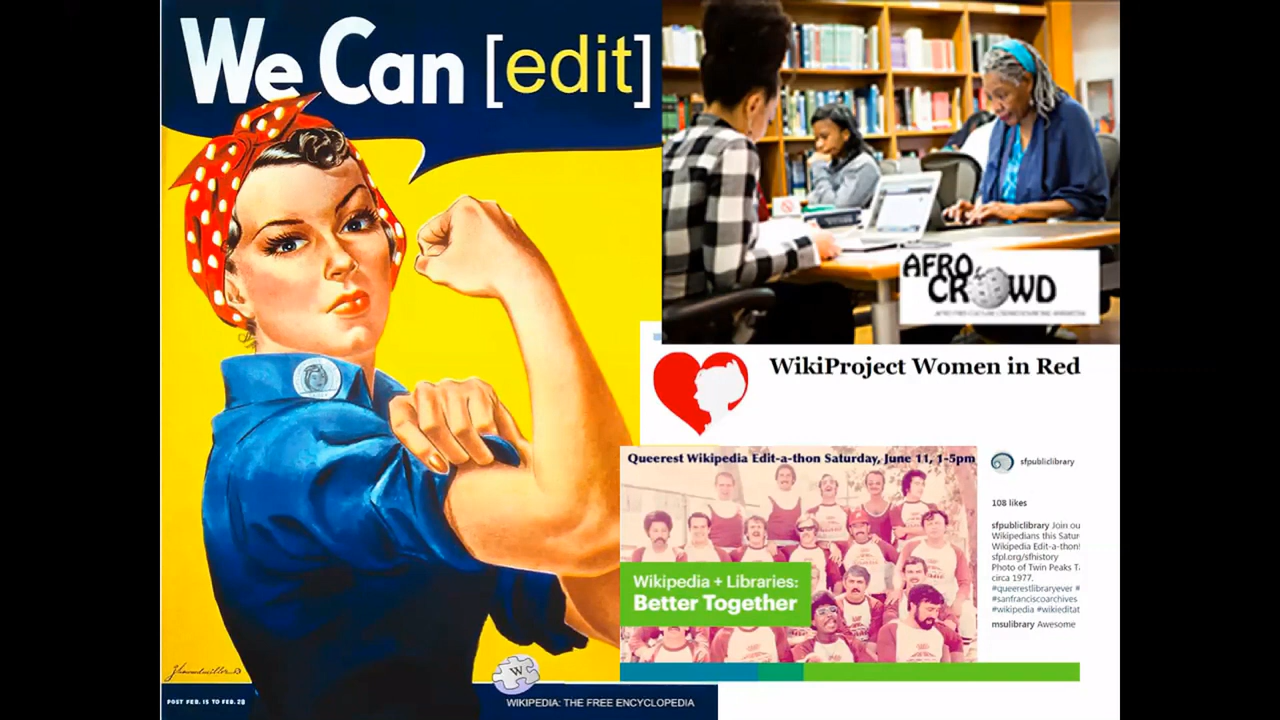 We Can [edit]
POST FEB. 15 TO FEB. 28
W
WIKIPEDIA: THE FREE ENCYCLOPEDIA
AFRO
CROWD
WikiProject Women in Red
Queerest Wikipedia Edit-a-thon Saturday, June 11, 1-5pm
Wikipedia + Libraries:
Better Together
sfpubliclibrary
108 likes
sfpubliclibrary Join ou
Wikipedians this Satur
Wikipedia Edit-a-thon!
sfpl.org/sfhistory
Photo of Twin Peaks Ta
circa 1977.
#queerestlibraryever #
#sanfranciscoarchives
#wikipedia #wikieditat
msulibrary Awesome